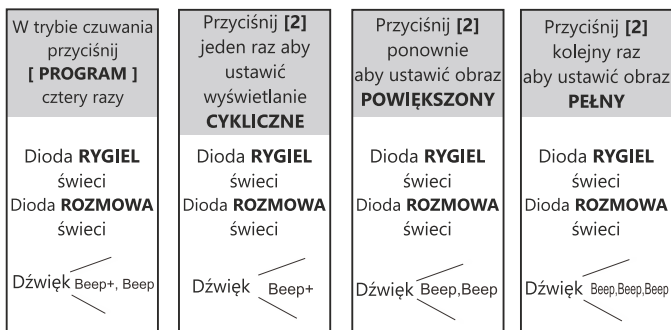 W trybie czuwania
przyciśnij
[ PROGRAM ]
cztery razy
Dioda RYGIEL
świeci
Dioda ROZMOWA
świeci
Dźwięk Beep+, Beep
Przyciśnij [2]
jeden raz aby
ustawić
wyświetlanie
CYKLICZNE
Dioda RYGIEL
świeci
Dioda ROZMOWA
świeci
Dźwięk Beep+
Przyciśnij [2]
ponownie
aby ustawić obraz
POWIĘKSZONY
Dioda RYGIEL
świeci
Dioda ROZMOWA
świeci
Dźwięk Beep,Beep
Przyciśnij [2]
kolejny raz
aby ustawić obraz
PEŁNY
Dioda RYGIEL
świeci
Dioda ROZMOWA
świeci
Dźwięk Beep,Beep,Beep